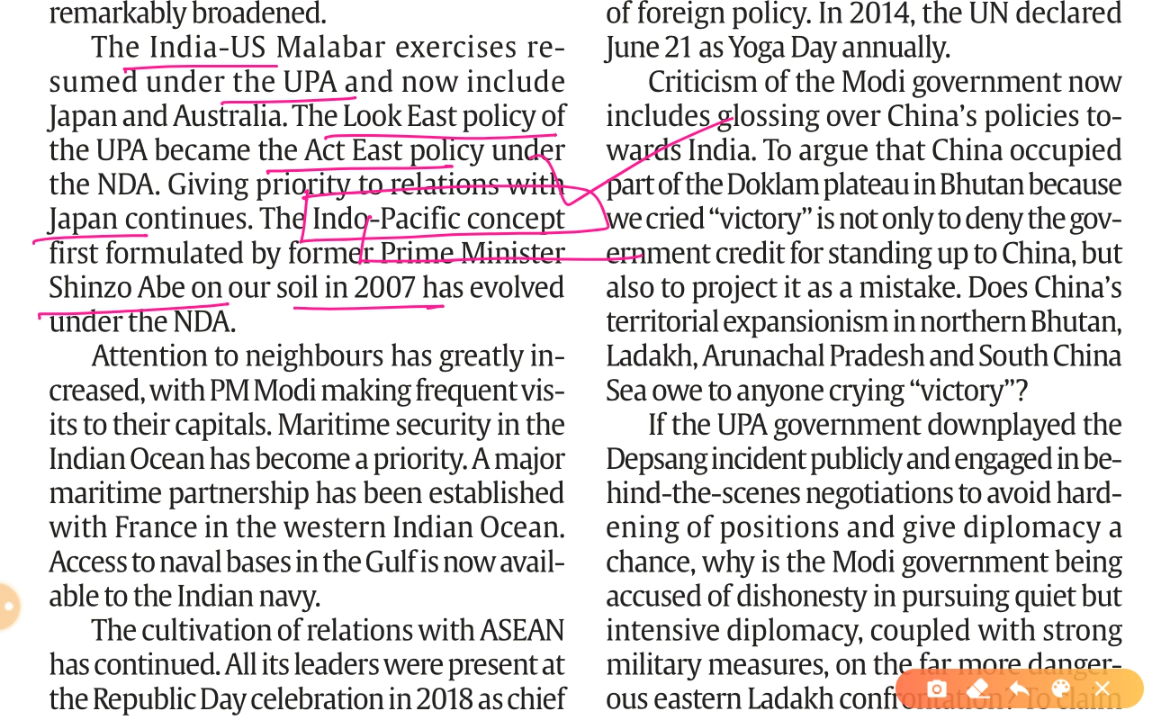 remarkably broadened.
The India-US Malabar exercises re-
sumed under the UPA and now include
Japan and Australia. The Look East policy of
the UPA became the Act East policy under
the NDA. Giving priority to relations with
Japan continues. The Indo-Pacific concept
first formulated by former Prime Minister
Shinzo Abe on our soil in 2007 has evolved
under the NDA.
Attention to neighbours has greatly in-
creased, with PM Modi making frequent vis-
its to their capitals. Maritime security in the
Indian Ocean has become a priority. A major
maritime partnership has been established
with France in the western Indian Ocean.
Access to naval bases in the Gulf is now avail-
able to the Indian navy.
The cultivation of relations with ASEAN
has continued. All its leaders were present at
the Republic Day celebration in 2018 as chief
of foreign policy. In 2014, the UN declared
June 21 as Yoga Day annually.
Criticism of the Modi government now
includes glossing over China’s policies to-
wards India. To argue that China occupied
part of the Doklam plateau in Bhutan because
we cried “victory” is not only to deny the gov-
ernment credit for standing up to China, but
also to project it as a mistake. Does China’s
territorial expansionism in northern Bhutan,
Ladakh, Arunachal Pradesh and South China
Sea owe to anyone crying “victory”?
If the UPA government downplayed the
Depsang incident publicly and engaged in be-
hind-the-scenes negotiations to avoid hard-
ening of positions and give diplomacy a
chance, why is the Modi government being
accused of dishonesty in pursuing quiet but
intensive diplomacy, coupled with strong
military measures, on the far more danger-
ous eastern Ladakh confrontation? To claim